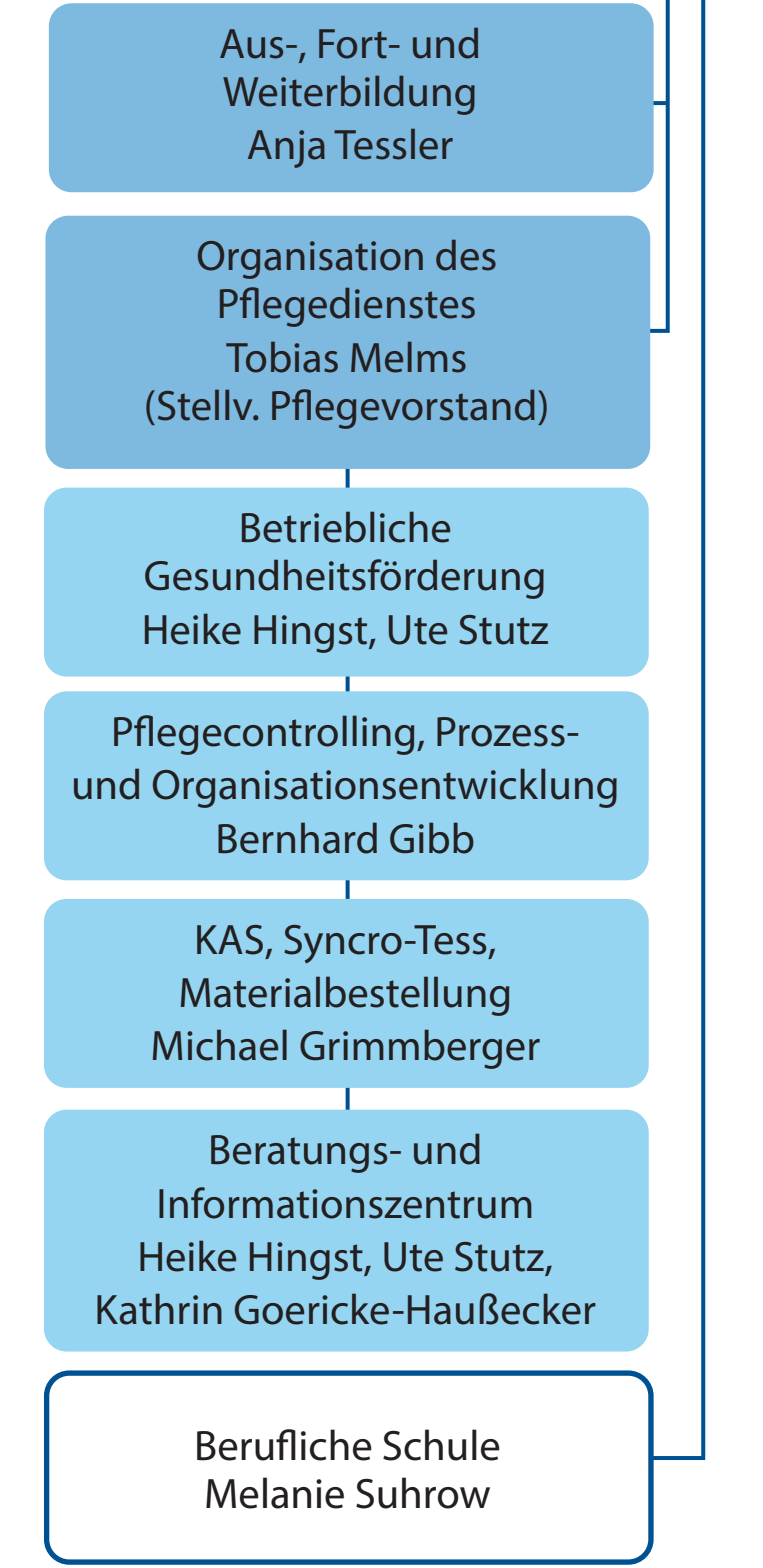 Aus-, Fort- und
Weiterbildung
Anja Tessler
Organisation des
Pflegedienstes
Tobias Melms
(Stellv. Pflegevorstand)
Betriebliche
Gesundheitsförderung
Heike Hingst, Ute Stutz
Pflegecontrolling, Prozess-
und Organisationsentwicklung
Bernhard Gibb
KAS, Syncro-Tess,
Materialbestellung
Michael Grimmberger
Beratungs- und
Informationszentrum
Heike Hingst, Ute Stutz,
Kathrin Goericke-Haußecker
Berufliche Schule
Melanie Suhrow